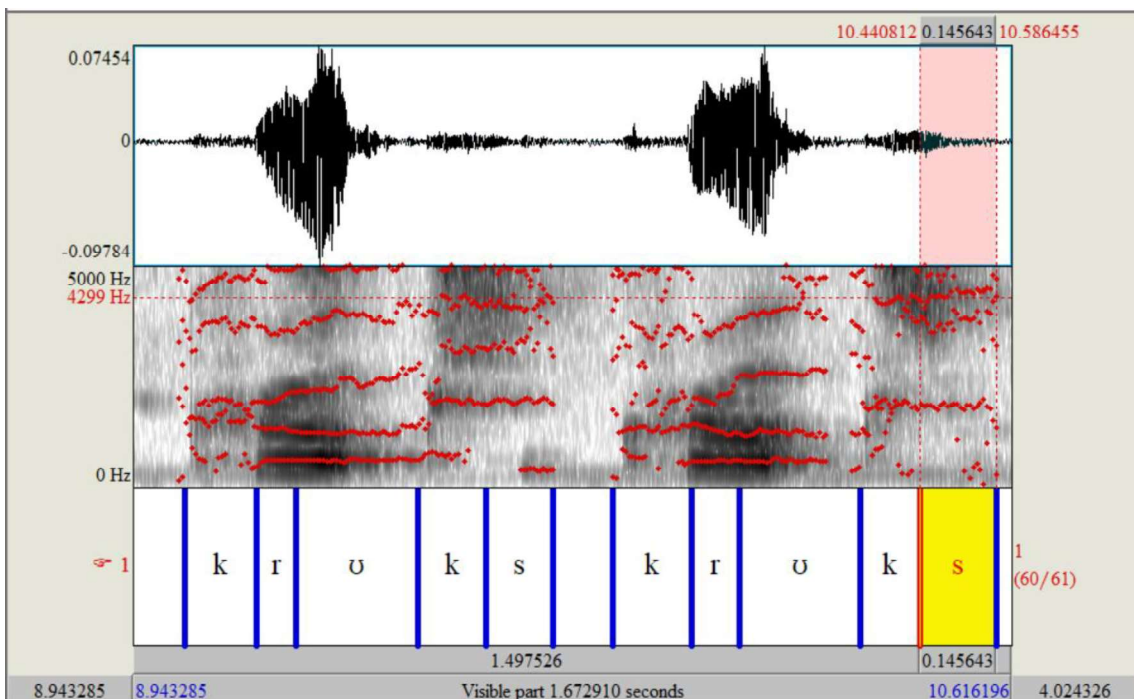 10.440812 0.145643 10.586455
0.07454
0
-0.09784
5000 Hz
4299 Hz
0 Hz
☞ 1 k r ʊ k s k r ʊ k s 1
(60/61)
1.497526 0.145643
8.943285 8.943285 Visible part 1.672910 seconds 10.616196 4.024326